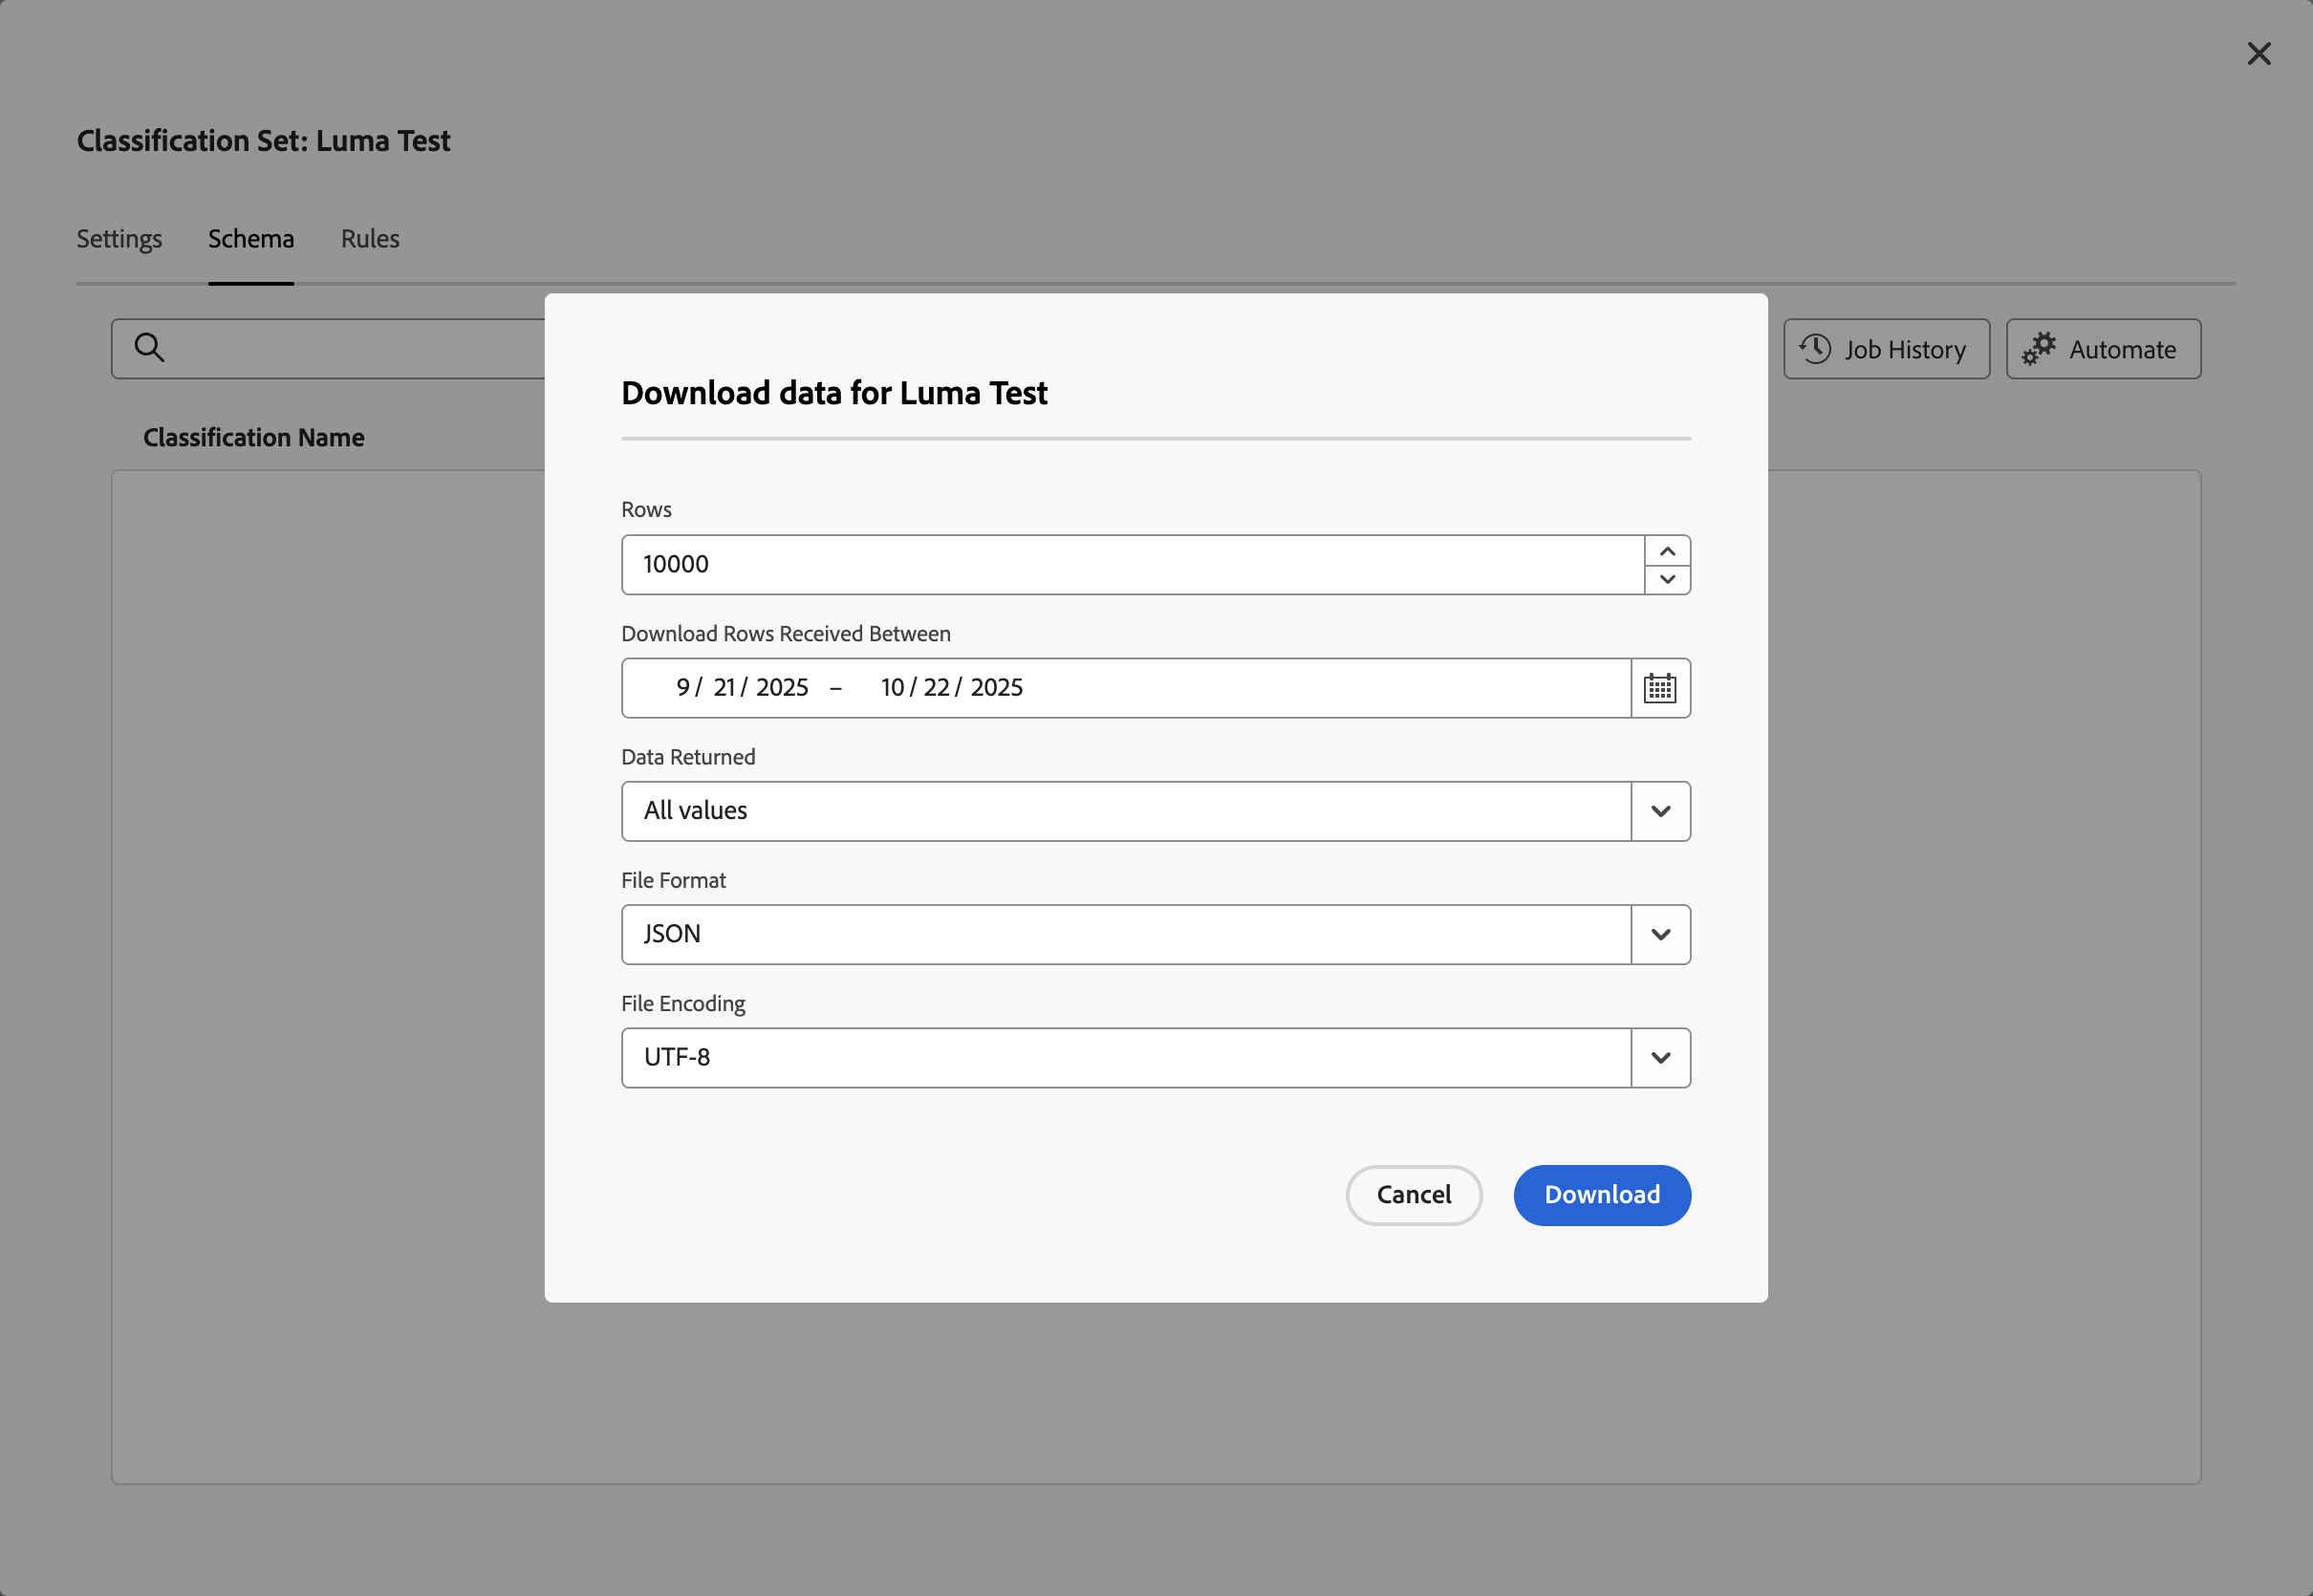 Classification Set: Luma Test
Settings Schema Rules
Job History Automate
Classification Name
Download data for Luma Test
Rows
10000
Download Rows Received Between
9 / 21 / 2025 – 10 / 22 / 2025
Data Returned
All values
File Format
JSON
File Encoding
UTF-8
Cancel Download